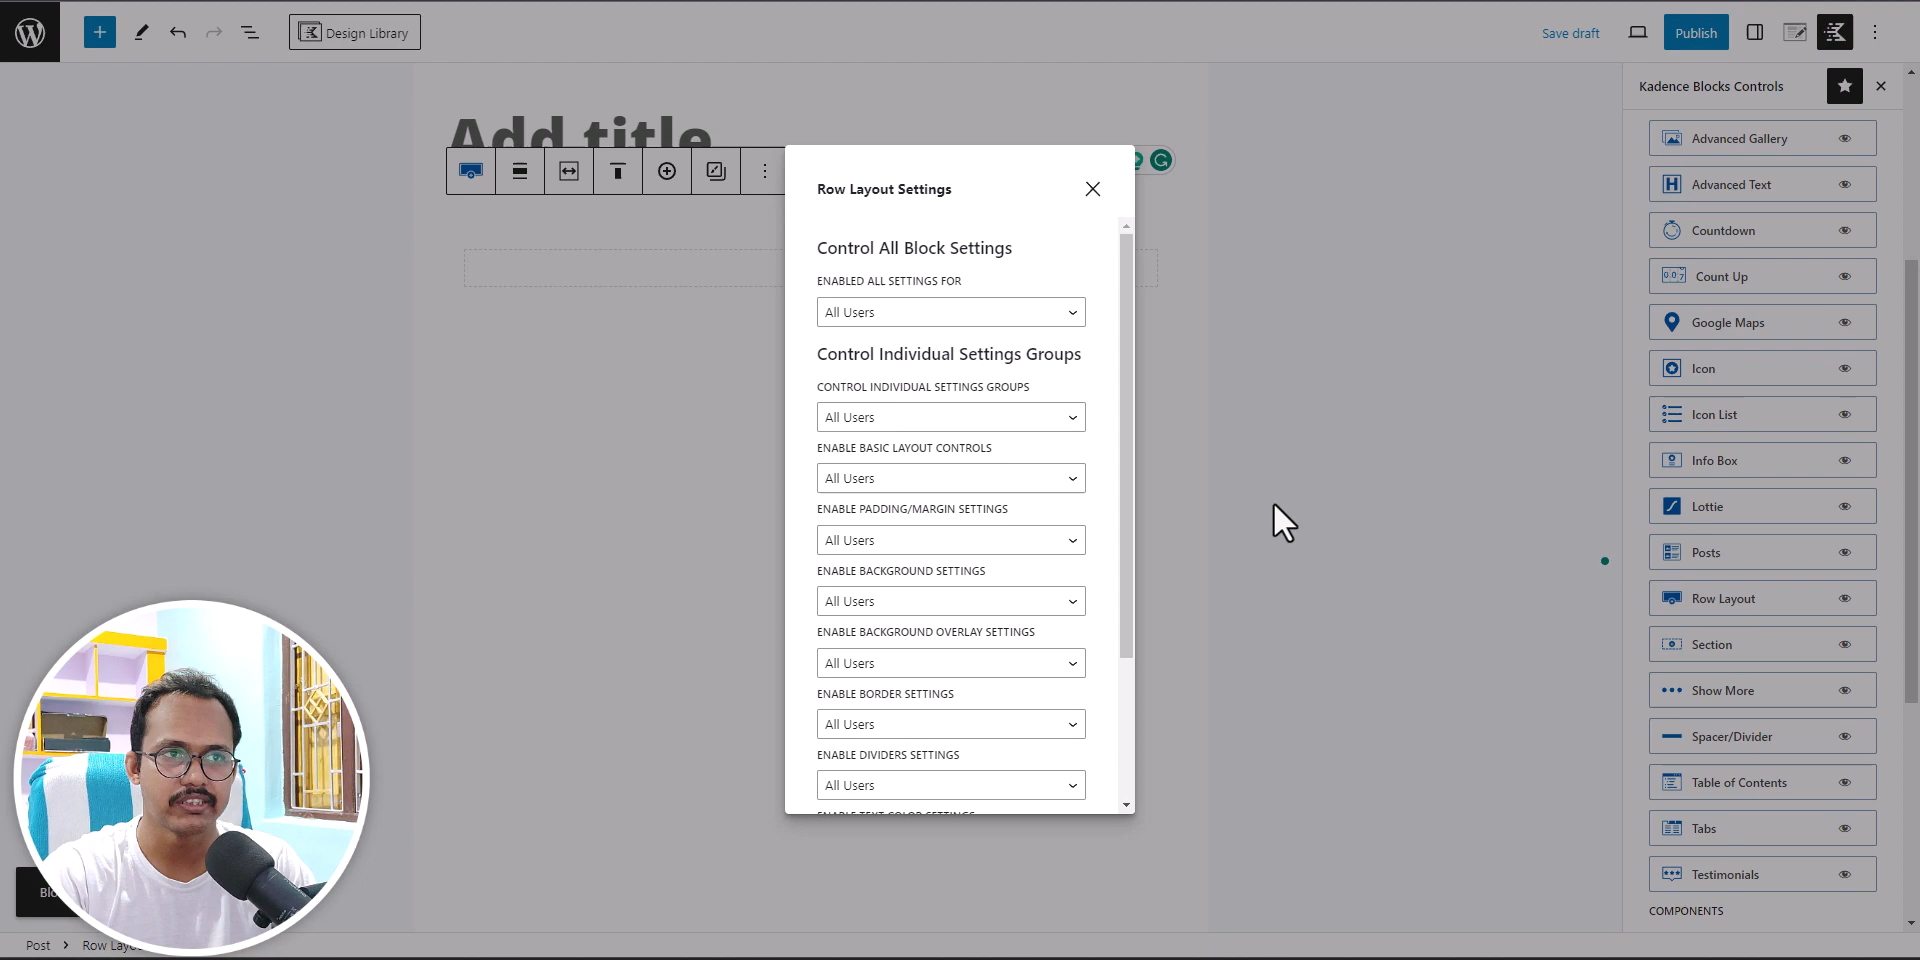 Design Library
Save draft
Publish
Kadence Blocks Controls
Add title
Row Layout Settings
Control All Block Settings
ENABLED ALL SETTINGS FOR
All Users
Control Individual Settings Groups
CONTROL INDIVIDUAL SETTINGS GROUPS
All Users
ENABLE BASIC LAYOUT CONTROLS
All Users
ENABLE PADDING/MARGIN SETTINGS
All Users
ENABLE BACKGROUND SETTINGS
All Users
ENABLE BACKGROUND OVERLAY SETTINGS
All Users
ENABLE BORDER SETTINGS
All Users
ENABLE DIVIDERS SETTINGS
All Users
ENABLE TEXT COLOR SETTINGS
Advanced Gallery
Advanced Text
Countdown
Count Up
Google Maps
Icon
Icon List
Info Box
Lottie
Posts
Row Layout
Section
Show More
Spacer/Divider
Table of Contents
Tabs
Testimonials
COMPONENTS
Post